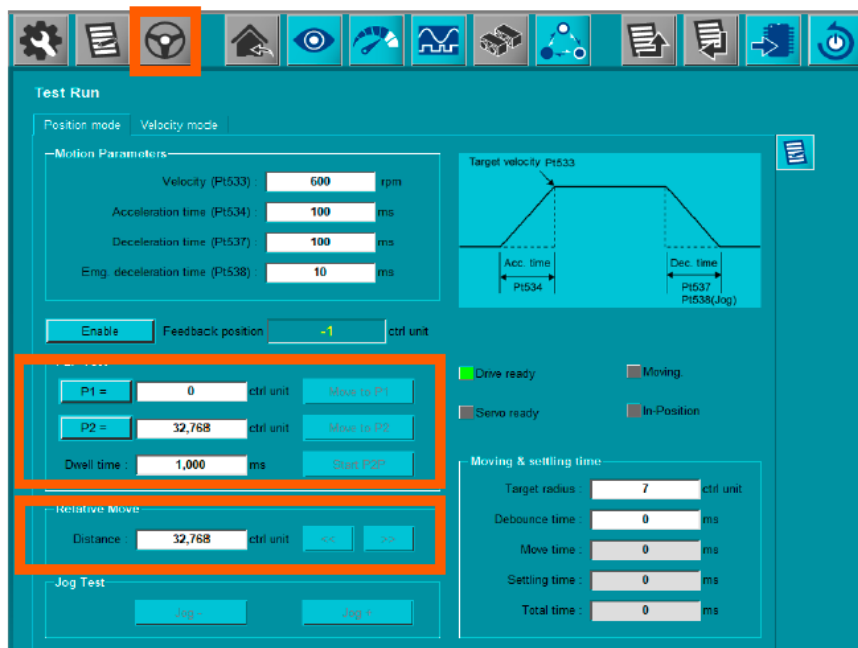 Test Run
Position mode Velocity mode
Motion Parameters
Velocity (Pt533) : 600 rpm
Acceleration time (Pt534) : 100 ms
Deceleration time (Pt537) : 100 ms
Emg. deceleration time (Pt538) : 10 ms
Target velocity Pt533
Acc. time
Pt534
Dec. time
Pt537
Pt538(Jog)
Enable Feedback position -1 ctrl unit
P1 = 0 ctrl unit Move to P1
P2 = 32,768 ctrl unit Move to P2
Dwell time : 1,000 ms Start P2P
Relative Move
Distance : 32,768 ctrl unit << >>
Jog Test
Jog - Jog +
Drive ready Moving.
Servo ready In-Position
Moving & settling time
Target radius : 7 ctrl unit
Debounce time : 0 ms
Move time : 0 ms
Settling time : 0 ms
Total time : 0 ms